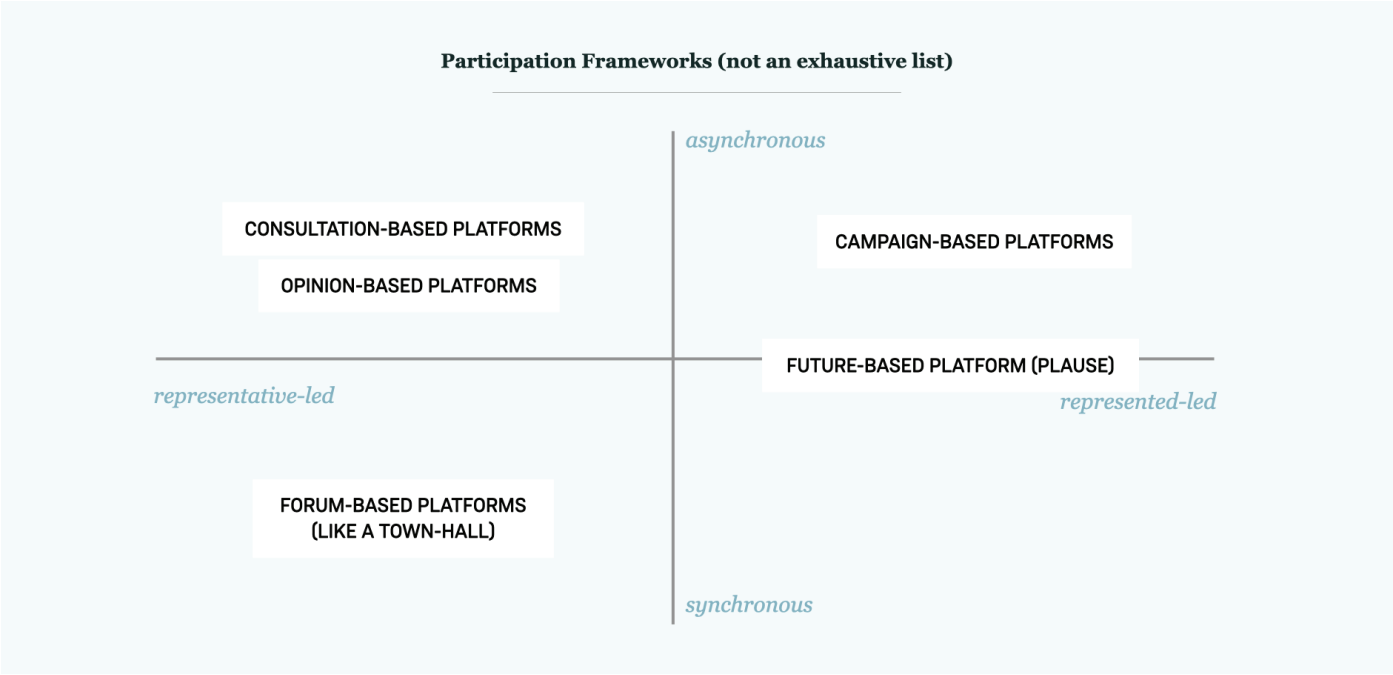 Participation Frameworks (not an exhaustive list)
asynchronous
CONSULTATION-BASED PLATFORMS
CAMPAIGN-BASED PLATFORMS
OPINION-BASED PLATFORMS
FUTURE-BASED PLATFORM (PLAUSE)
representative-led
represented-led
FORUM-BASED PLATFORMS
(LIKE A TOWN-HALL)
synchronous